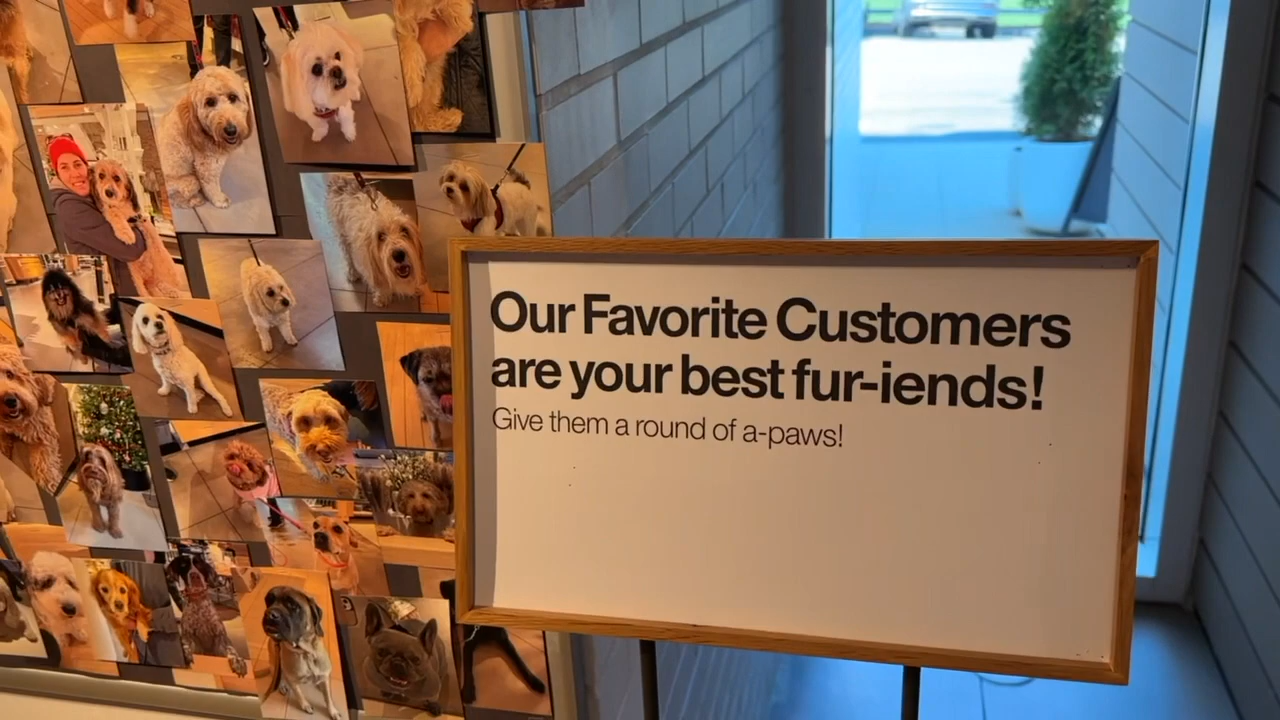 Our Favorite Customers
are your best fur-iends!
Give them a round of a-paws!